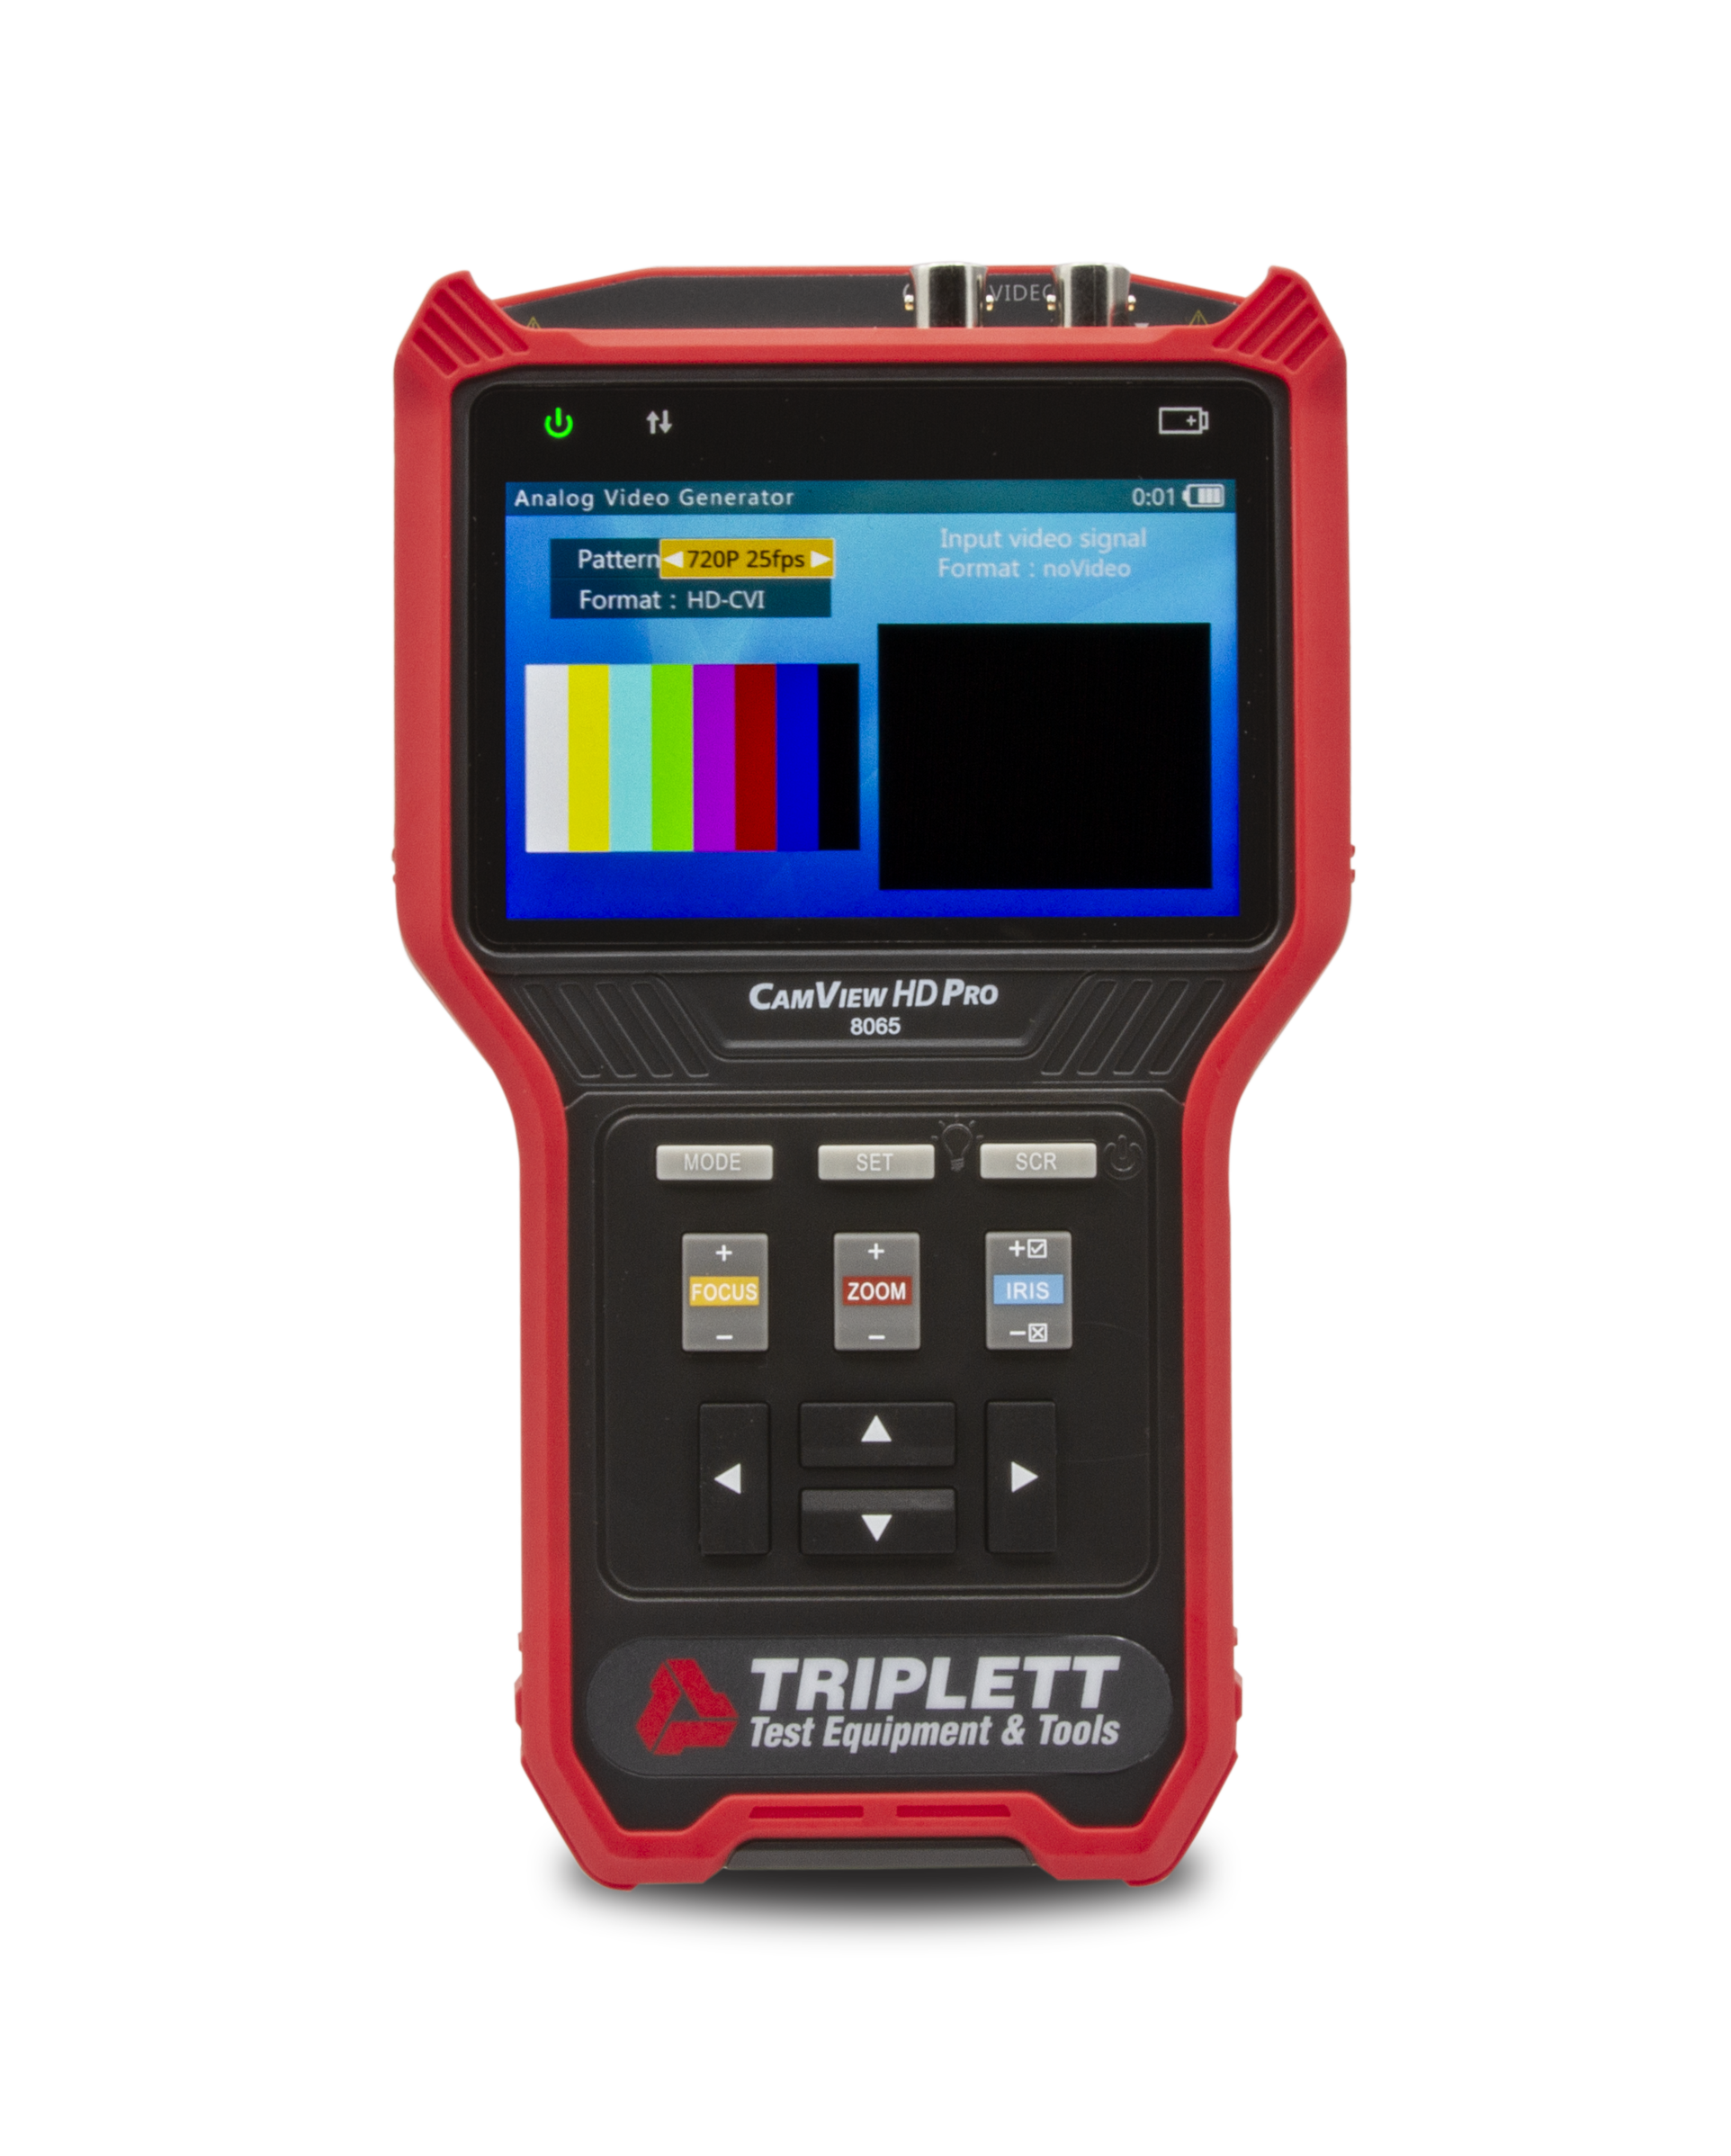 VIDEO
Analog Video Generator 0:01
Pattern 720P 25fps
Format : HD-CVI
Input video signal
Format : noVideo
CAMVIEW HD PRO
8065
MODE SET SCR
+ + +
FOCUS ZOOM IRIS
− − −
TRIPLETT
Test Equipment & Tools